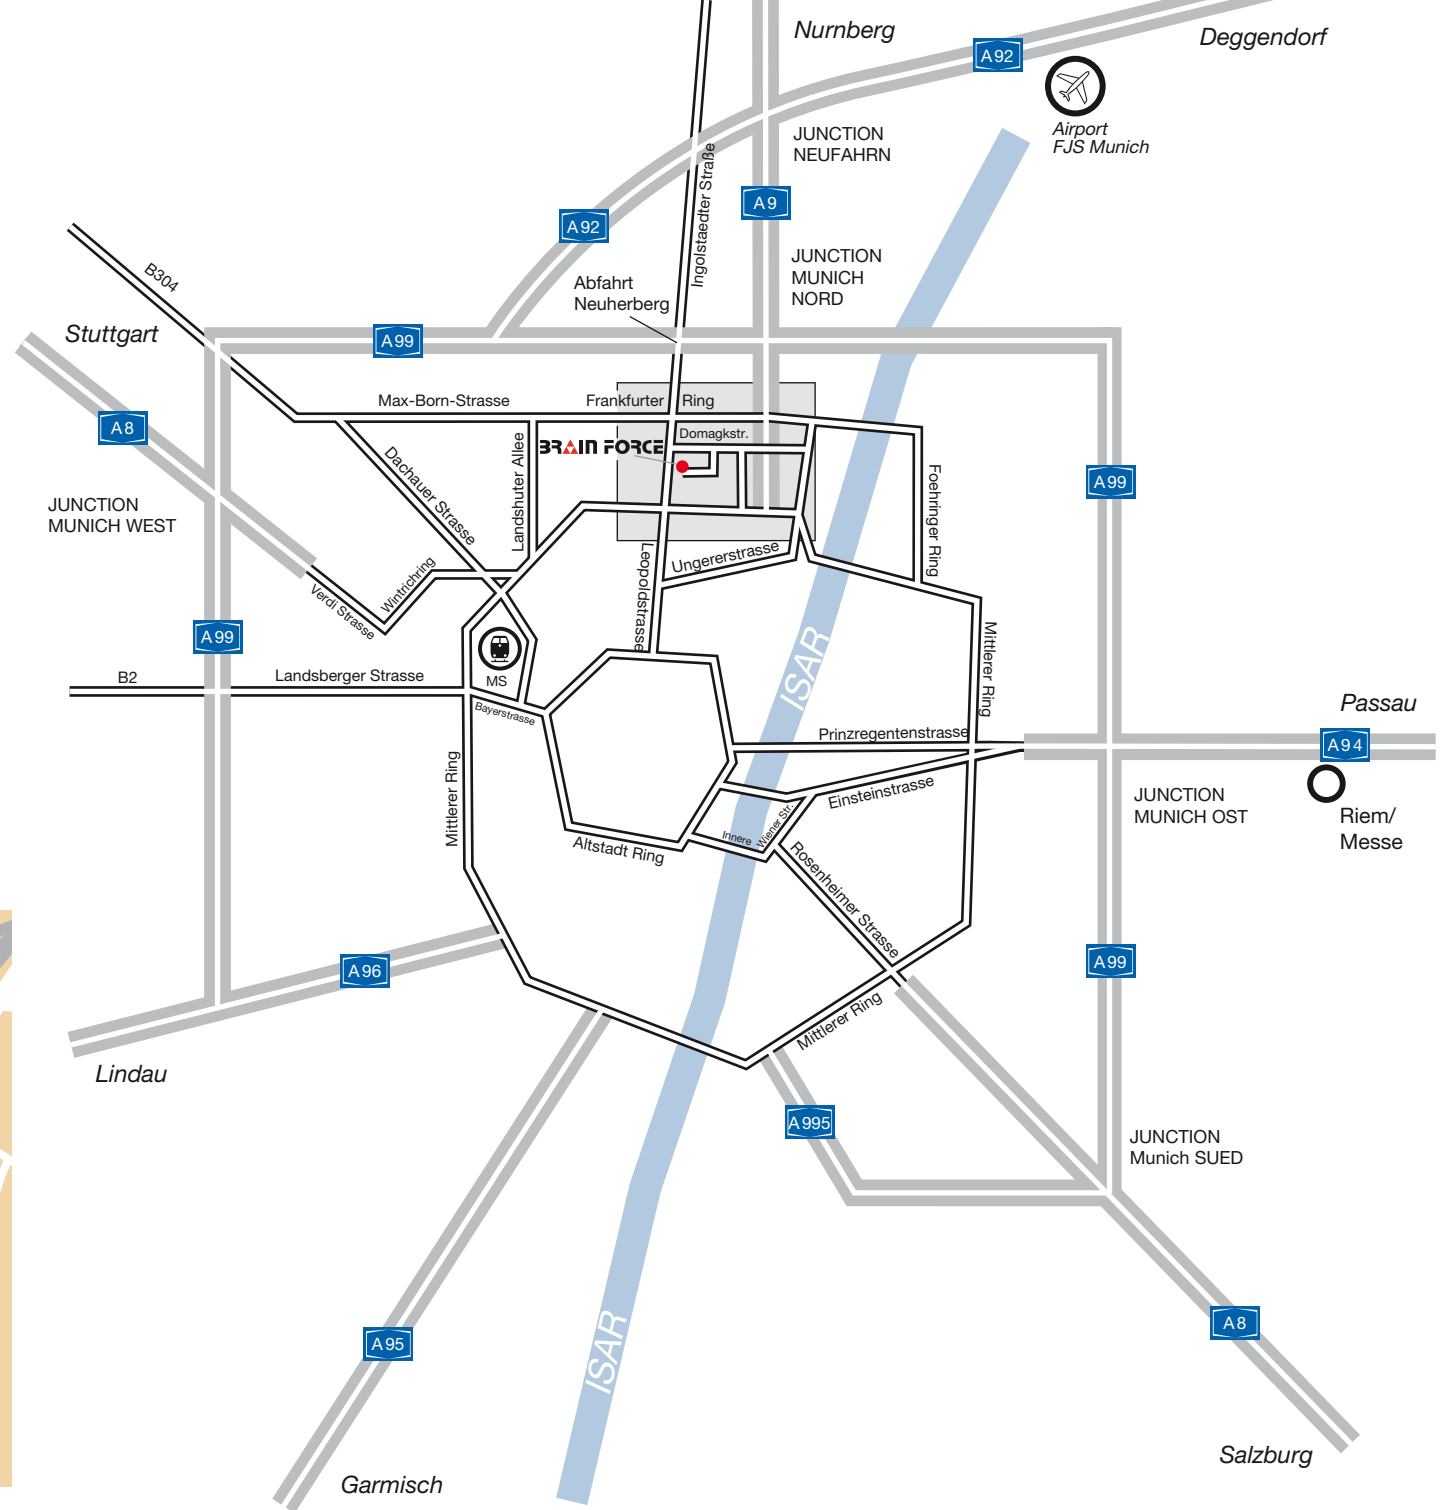 Nurnberg
Deggendorf
A92
Airport
FJS Munich
JUNCTION
NEUFAHRN
Ingolstaedter Straße
A9
A92
B304
JUNCTION
MUNICH
NORD
Abfahrt
Neuherberg
Stuttgart
A99
Max-Born-Strasse
Frankfurter Ring
A8
Domagkstr.
BRAIN FORCE
Dachauer Strasse
Landshuter Allee
Foehringer Ring
A99
JUNCTION
MUNICH WEST
Ungererstrasse
Leopoldstrasse
Wintrichring
Verdi Strasse
A99
ISAR
Mittlerer Ring
MS
B2
Landsberger Strasse
Bayerstrasse
Passau
Prinzregentenstrasse
A94
Mittlerer Ring
Einsteinstrasse
JUNCTION
MUNICH OST
Riem/
Messe
Innere
Wiener Str.
Altstadt Ring
Rosenheimer Strasse
A96
A99
Mittlerer Ring
Lindau
A995
JUNCTION
Munich SUED
A8
ISAR
A95
Salzburg
Garmisch